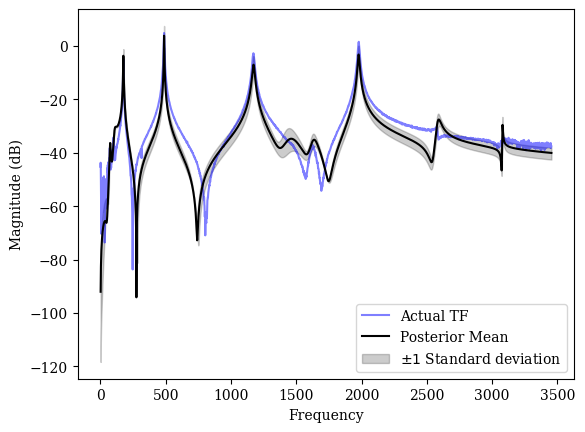 0
−20
−40
−60
−80
−100
−120
Magnitude (dB)
0 500 1000 1500 2000 2500 3000 3500
Frequency
Actual TF
Posterior Mean
±1 Standard deviation